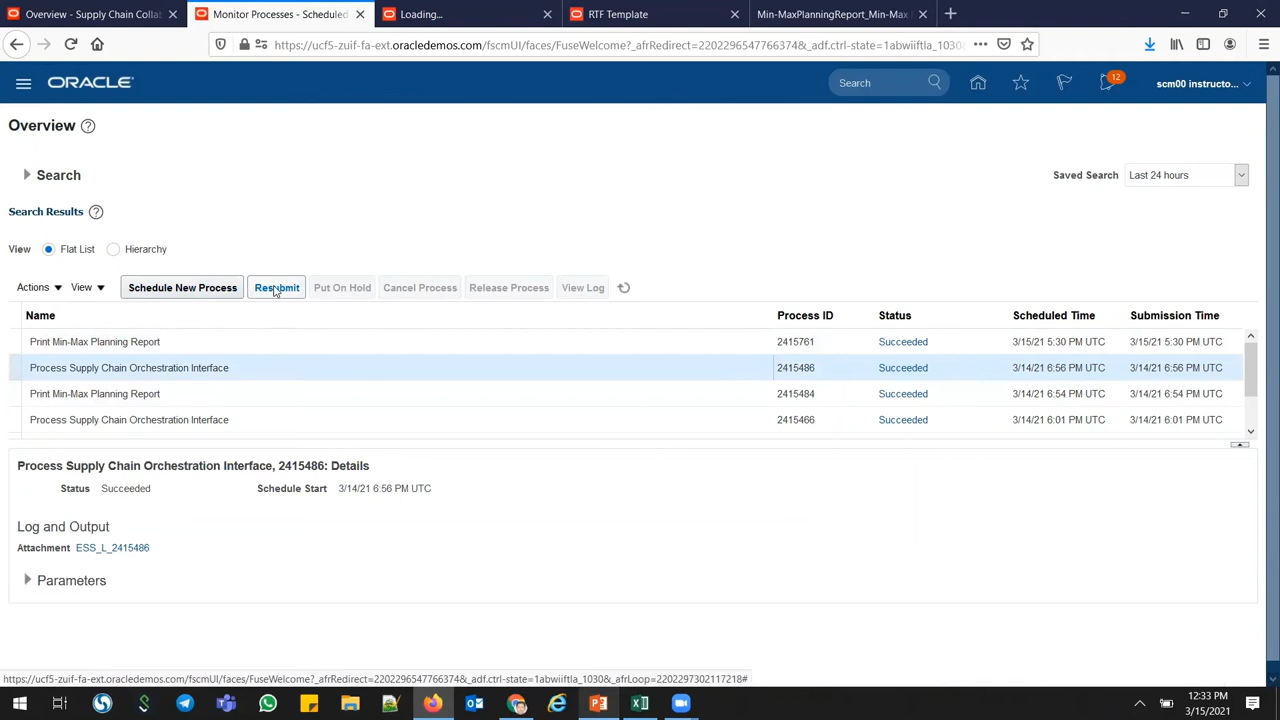 Overview - Supply Chain Collab
Monitor Processes - Scheduled
Loading...
RTF Template
Min-MaxPlanningReport_Min-Max
https://ucf5-zuif-fa-ext.oracledemos.com/fscmUI/faces/FuseWelcome?_afrRedirect=2202296547766374&_adf.ctrl-state=1abwiiftla_1030&_afrLoop=2202297
ORACLE
Search
12
scm00 instructo...
Overview
Search
Saved Search Last 24 hours
Search Results
View Flat List Hierarchy
Actions View Schedule New Process Resubmit Put On Hold Cancel Process Release Process View Log
Name Process ID Status Scheduled Time Submission Time
Print Min-Max Planning Report 2415761 Succeeded 3/15/21 5:30 PM UTC 3/15/21 5:30 PM UTC
Process Supply Chain Orchestration Interface 2415486 Succeeded 3/14/21 6:56 PM UTC 3/14/21 6:56 PM UTC
Print Min-Max Planning Report 2415484 Succeeded 3/14/21 6:54 PM UTC 3/14/21 6:54 PM UTC
Process Supply Chain Orchestration Interface 2415466 Succeeded 3/14/21 6:01 PM UTC 3/14/21 6:01 PM UTC
Process Supply Chain Orchestration Interface, 2415486: Details
Status Succeeded Schedule Start 3/14/21 6:56 PM UTC
Log and Output
Attachment ESS_L_2415486
Parameters
https://ucf5-zuif-fa-ext.oracledemos.com/fscmUI/faces/FuseWelcome?_afrRedirect=2202296547766374&_adf.ctrl-state=1abwiiftla_1030&_afrLoop=2202297302117218#
12:33 PM
3/15/2021